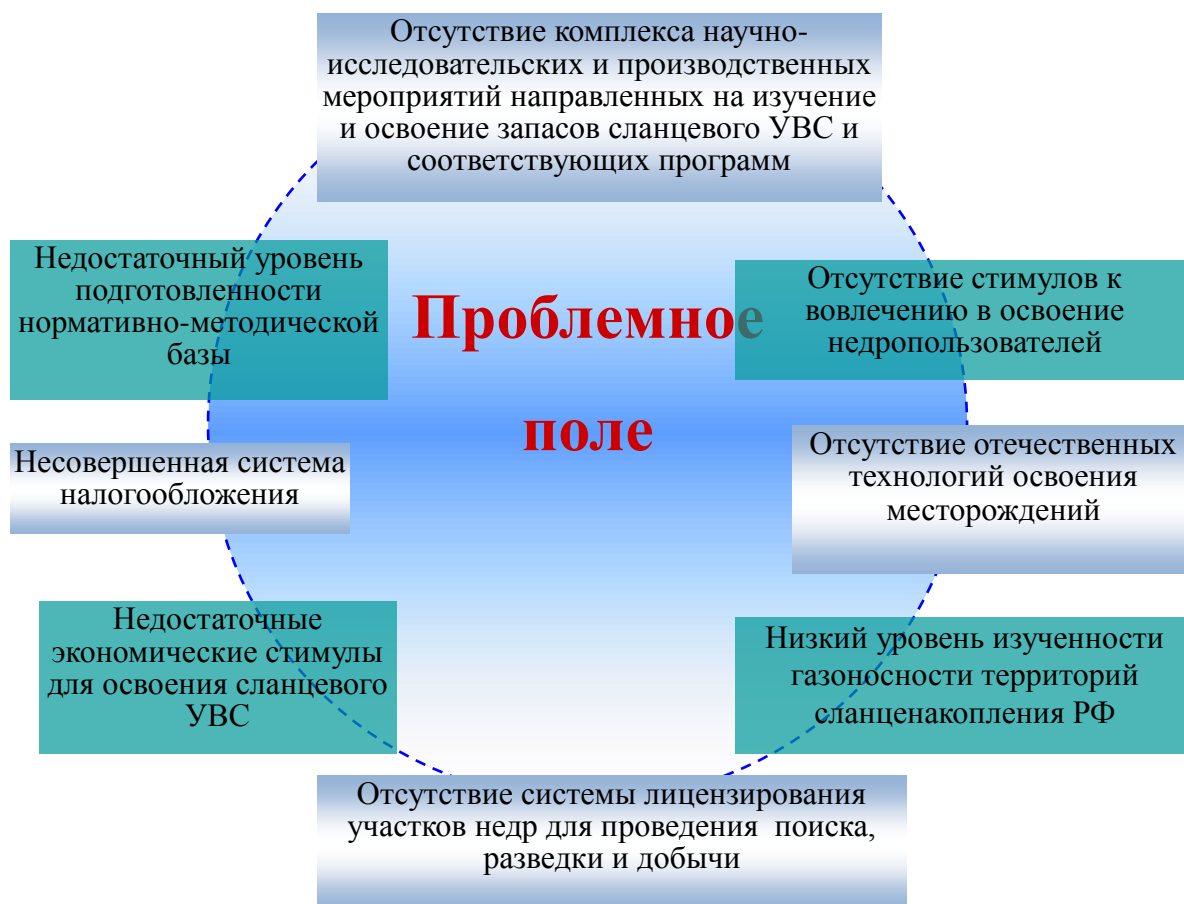 Отсутствие комплекса научно-
исследовательских и производственных
мероприятий направленных на изучение
и освоение запасов сланцевого УВС и
соответствующих программ
Недостаточный уровень
подготовленности
нормативно-методической
базы
Проблемное
поле
Отсутствие стимулов к
вовлечению в освоение
недропользователей
Несовершенная система
налогообложения
Отсутствие отечественных
технологий освоения
месторождений
Недостаточные
экономические стимулы
для освоения сланцевого
УВС
Низкий уровень изученности
газоносности территорий
сланценакопления РФ
Отсутствие системы лицензирования
участков недр для проведения поиска,
разведки и добычи